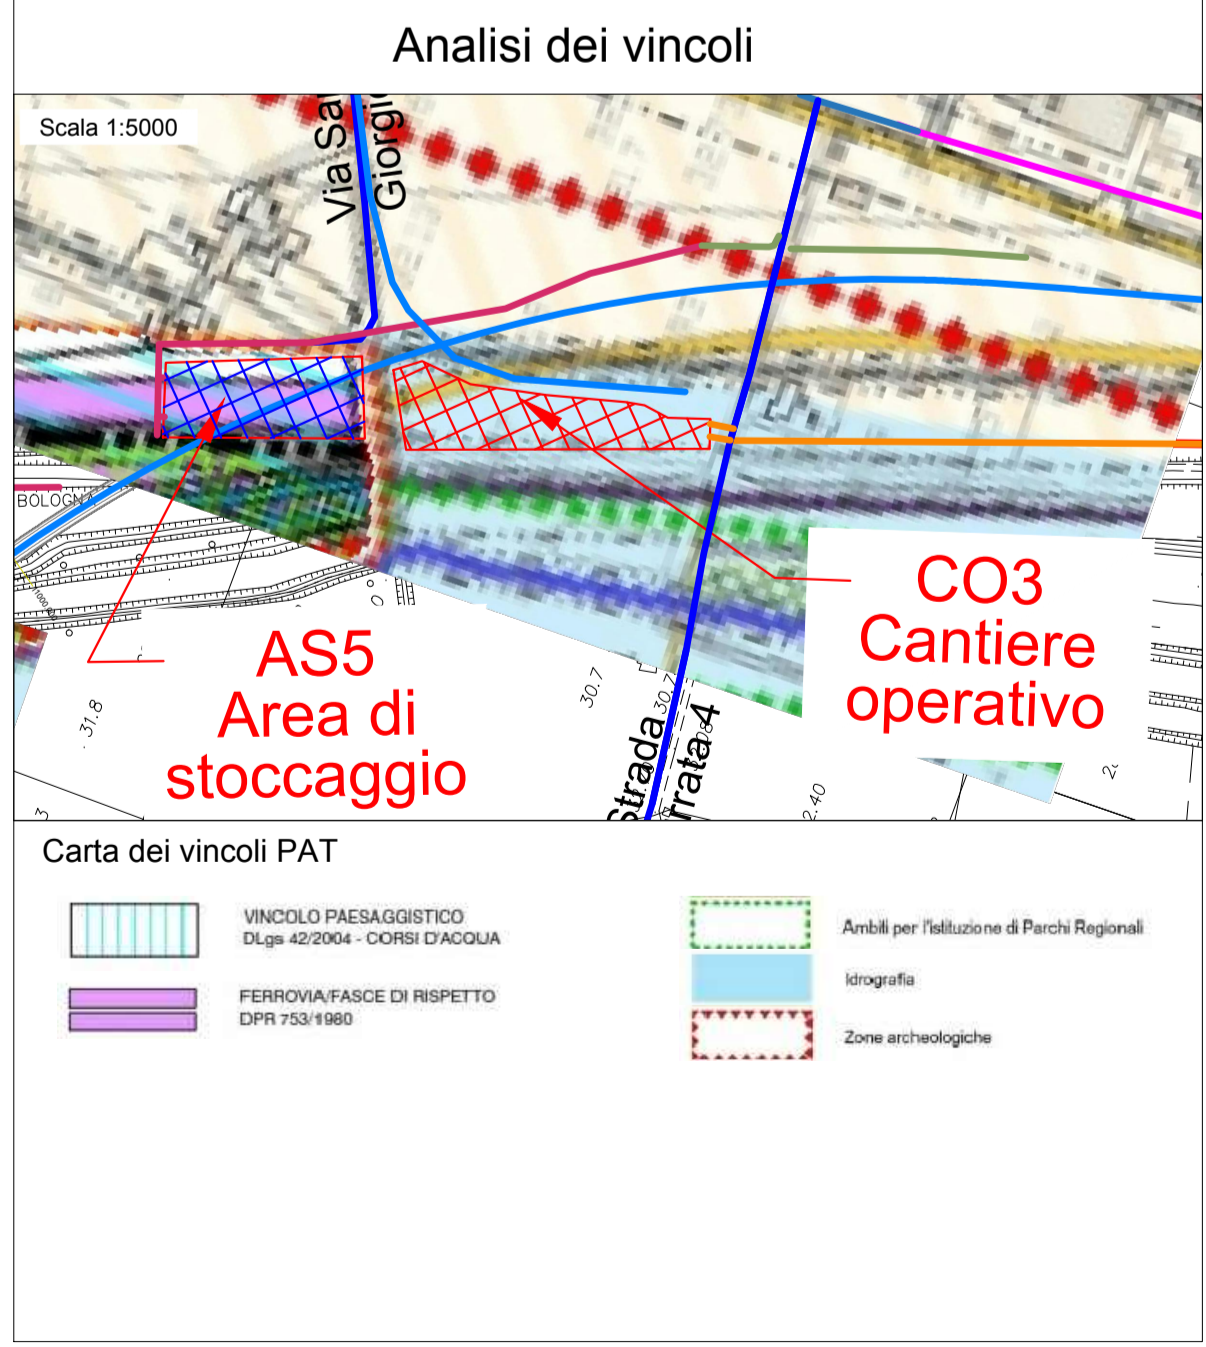 Analisi dei vincoli
Scala 1:5000
Via San
Giorgio
BOLOGNA
AS5
Area di
stoccaggio
CO3
Cantiere
operativo
31.8
30.7
30.7
Strada
rrata 4
2.40
3
Carta dei vincoli PAT
VINCOLO PAESAGGISTICO
DLgs 42/2004 - CORSI D'ACQUA
FERROVIA/FASCE DI RISPETTO
DPR 753/1980
Ambiti per l'istituzione di Parchi Regionali
Idrografia
Zone archeologiche